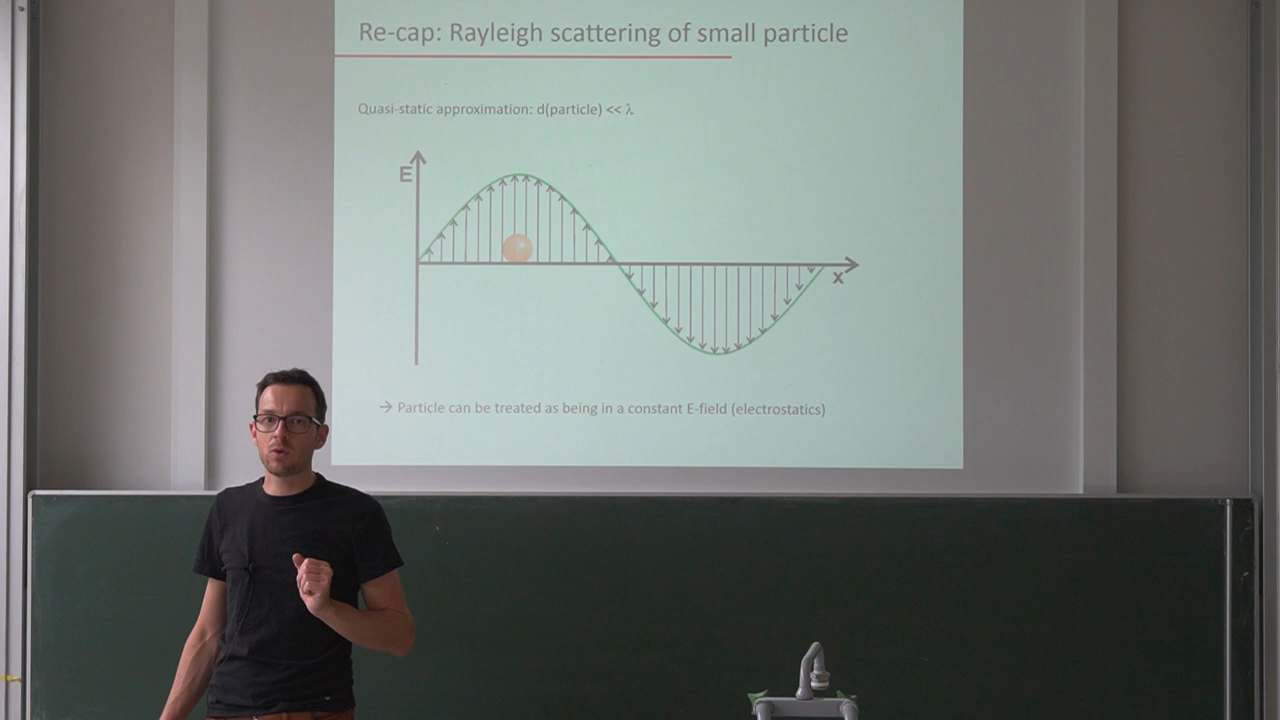 Re-cap: Rayleigh scattering of small particle
Quasi-static approximation: d(particle) << λ
E
x
→ Particle can be treated as being in a constant E-field (electrostatics)